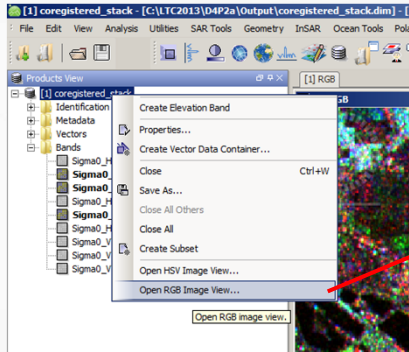 [1] coregistered_stack - [C:\LTC2013\D4P2a\Output\coregistered_stack.dim] - [
File Edit View Analysis Utilities SAR Tools Geometry InSAR Ocean Tools
Products View
[1] RGB
[1] coregistered_stack
GB
Identification
Metadata
Vectors
Bands
Sigma0_H
Sigma0_
Sigma0_
Sigma0_H
Sigma0_
Sigma0_H
Sigma0_V
Sigma0_V
Sigma0_V
Create Elevation Band
Properties...
Create Vector Data Container...
Close Ctrl+W
Save As...
Close All Others
Close All
Create Subset
Open HSV Image View...
Open RGB Image View...
Open RGB image view.